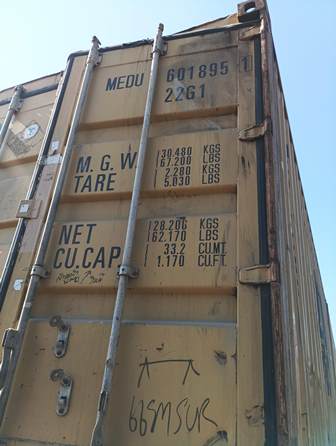 MEDU 601895 1
22G1
M.G.W. 30.480 KGS
67.200 LBS
TARE 2.280 KGS
5.030 LBS
NET 28.200 KGS
62.170 LBS
CU.CAP. 33.2 CU.MT.
1.170 CU.FT.